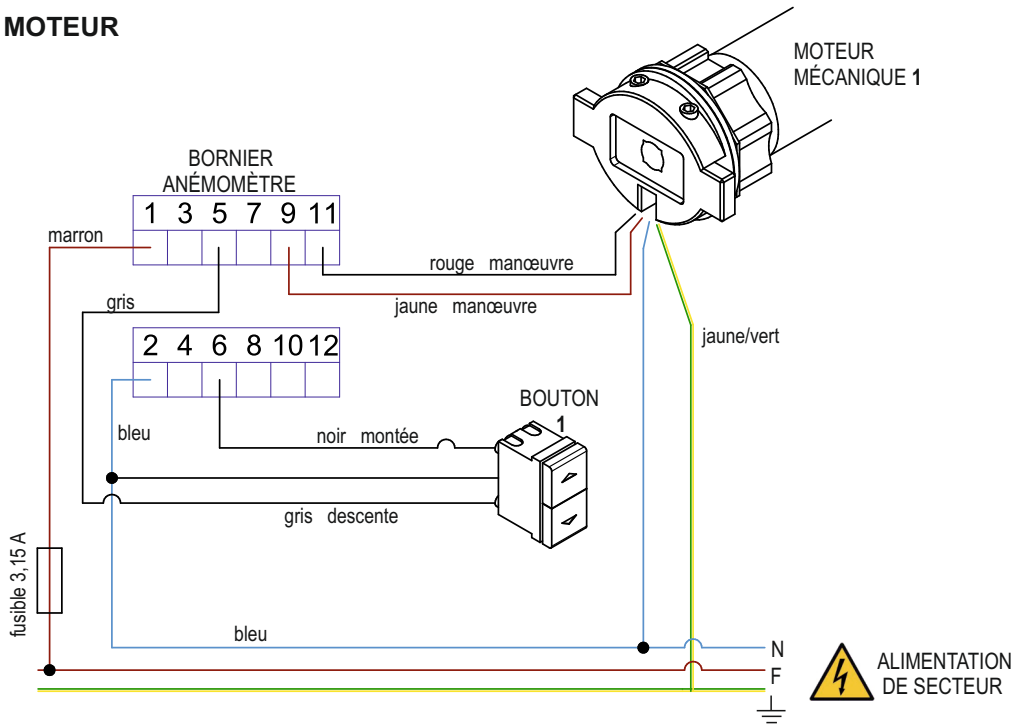 MOTEUR
MOTEUR
MÉCANIQUE 1
BORNIER
ANÉMOMÈTRE
1 3 5 7 9 11
marron
rouge manœuvre
gris
jaune manœuvre
jaune/vert
2 4 6 8 10 12
BOUTON
1
bleu
noir montée
gris descente
fusible 3,15 A
bleu
N
F
ALIMENTATION
DE SECTEUR